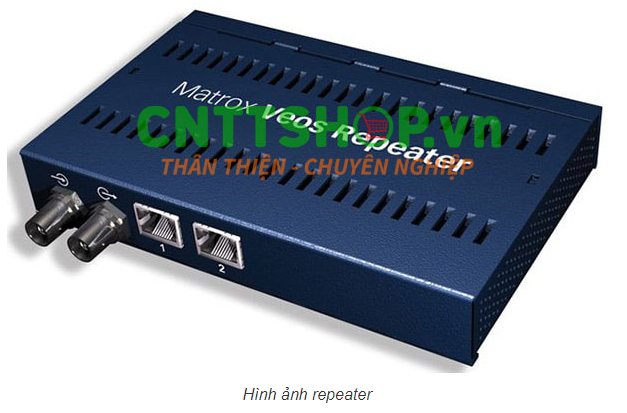 Matrox Veos Repeater
CNTTSHOP.vn
THÂN THIỆN - CHUYÊN NGHIỆP
1
2
Hình ảnh repeater